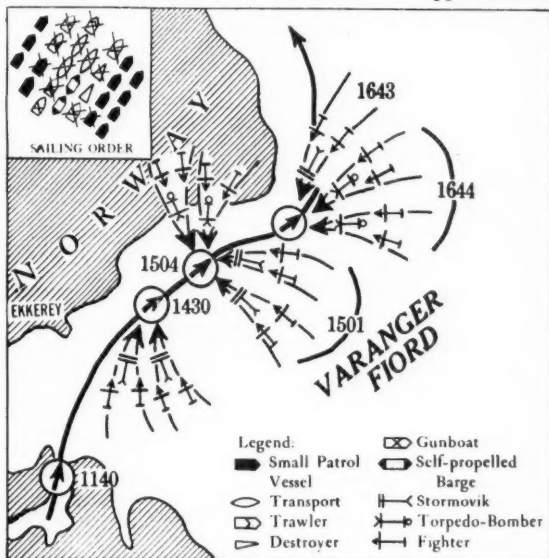 SAILING ORDER
NORWAY
1643
1644
1504
1430
EKKEREY
1501
VARANGER
FIORD
1140
Legend:
Small Patrol
Vessel
Transport
Trawler
Destroyer
Gunboat
Self-propelled
Barge
Stormovik
Torpedo-Bomber
Fighter